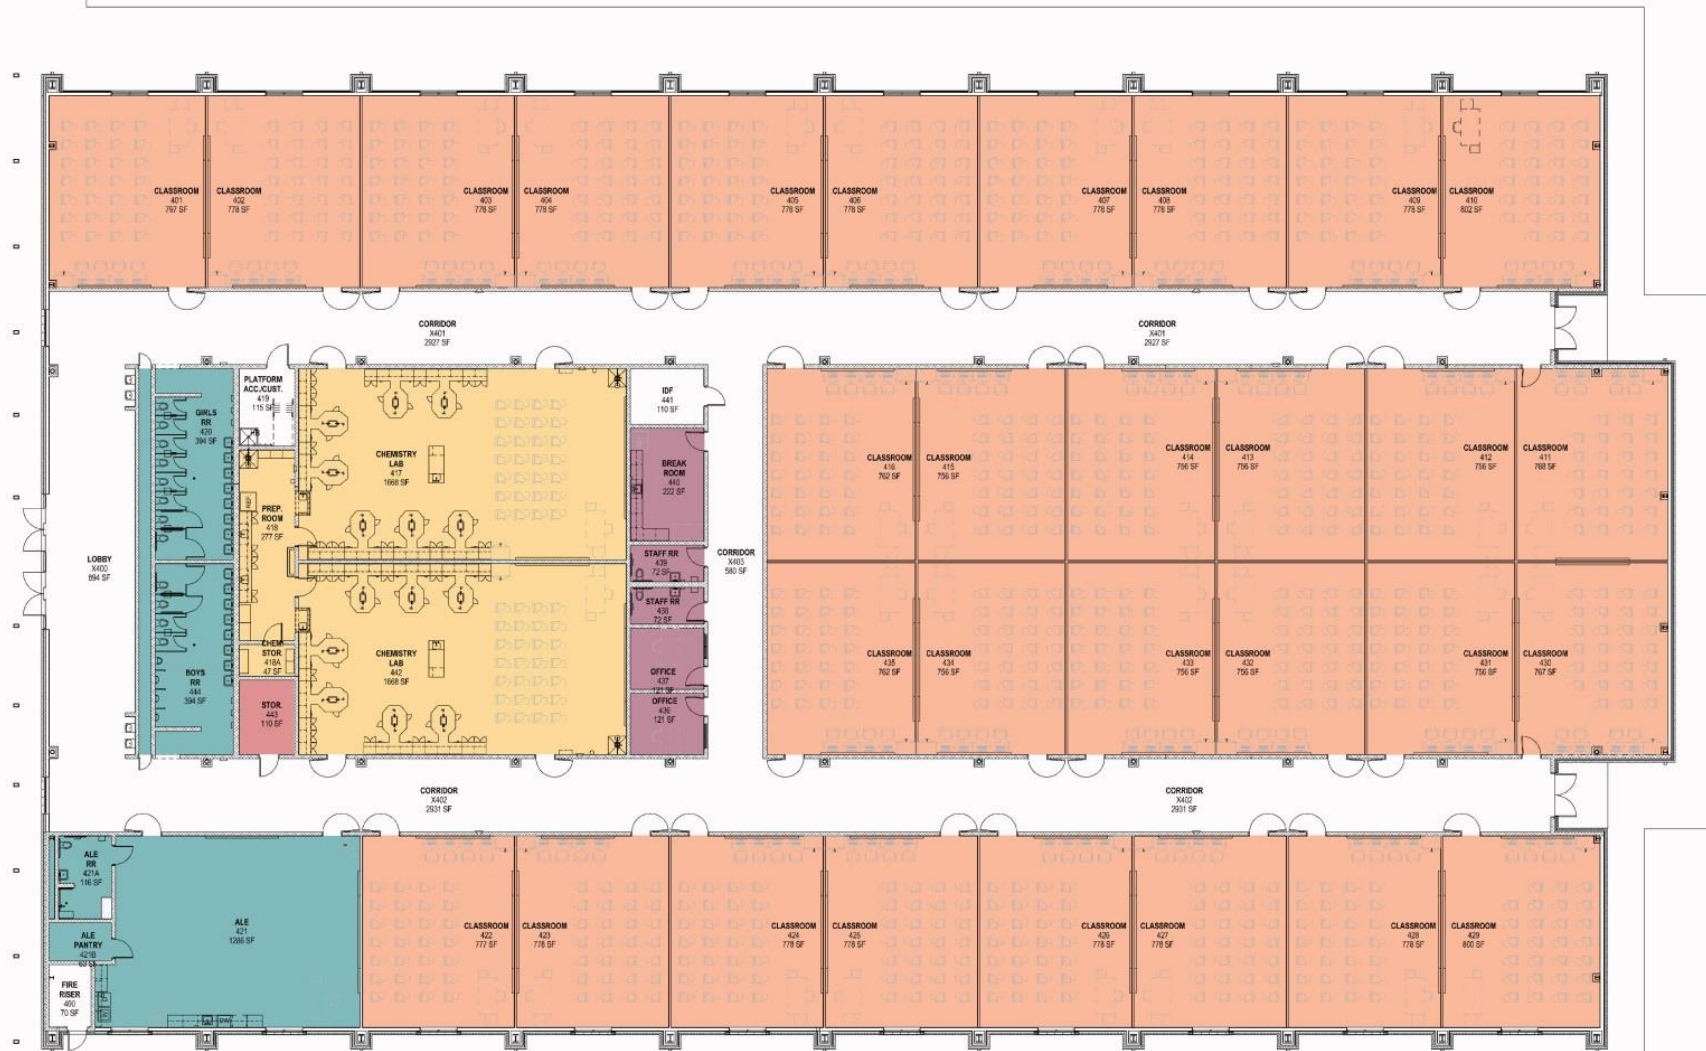 CLASSROOM
401
797 SF
CLASSROOM
402
778 SF
CLASSROOM
403
778 SF
CLASSROOM
404
778 SF
CLASSROOM
405
778 SF
CLASSROOM
406
778 SF
CLASSROOM
407
778 SF
CLASSROOM
408
778 SF
CLASSROOM
409
778 SF
CLASSROOM
410
802 SF
CORRIDOR
X401
2927 SF
CORRIDOR
X401
2927 SF
LOBBY
X400
894 SF
GIRLS
RR
420
394 SF
PLATFORM
ACC./CUST.
419
115 SF
PREP.
ROOM
418
277 SF
REF.
CHEMISTRY
LAB
417
1668 SF
IDF
441
110 SF
BREAK
ROOM
440
222 SF
STAFF RR
439
72 SF
STAFF RR
438
72 SF
CORRIDOR
X403
580 SF
CLASSROOM
416
762 SF
CLASSROOM
415
756 SF
CLASSROOM
414
756 SF
CLASSROOM
413
756 SF
CLASSROOM
412
756 SF
CLASSROOM
411
768 SF
BOYS
RR
444
394 SF
CHEM
STOR.
418A
47 SF
STOR.
443
110 SF
CHEMISTRY
LAB
442
1668 SF
OFFICE
437
121 SF
OFFICE
436
121 SF
CLASSROOM
435
762 SF
CLASSROOM
434
756 SF
CLASSROOM
433
756 SF
CLASSROOM
432
756 SF
CLASSROOM
431
756 SF
CLASSROOM
430
767 SF
CORRIDOR
X402
2931 SF
CORRIDOR
X402
2931 SF
ALE
RR
421A
116 SF
ALE
PANTRY
421B
63 SF
FIRE
RISER
400
70 SF
ALE
421
1286 SF
CLASSROOM
422
777 SF
CLASSROOM
423
778 SF
CLASSROOM
424
778 SF
CLASSROOM
425
778 SF
CLASSROOM
426
778 SF
CLASSROOM
427
778 SF
CLASSROOM
428
778 SF
CLASSROOM
429
800 SF